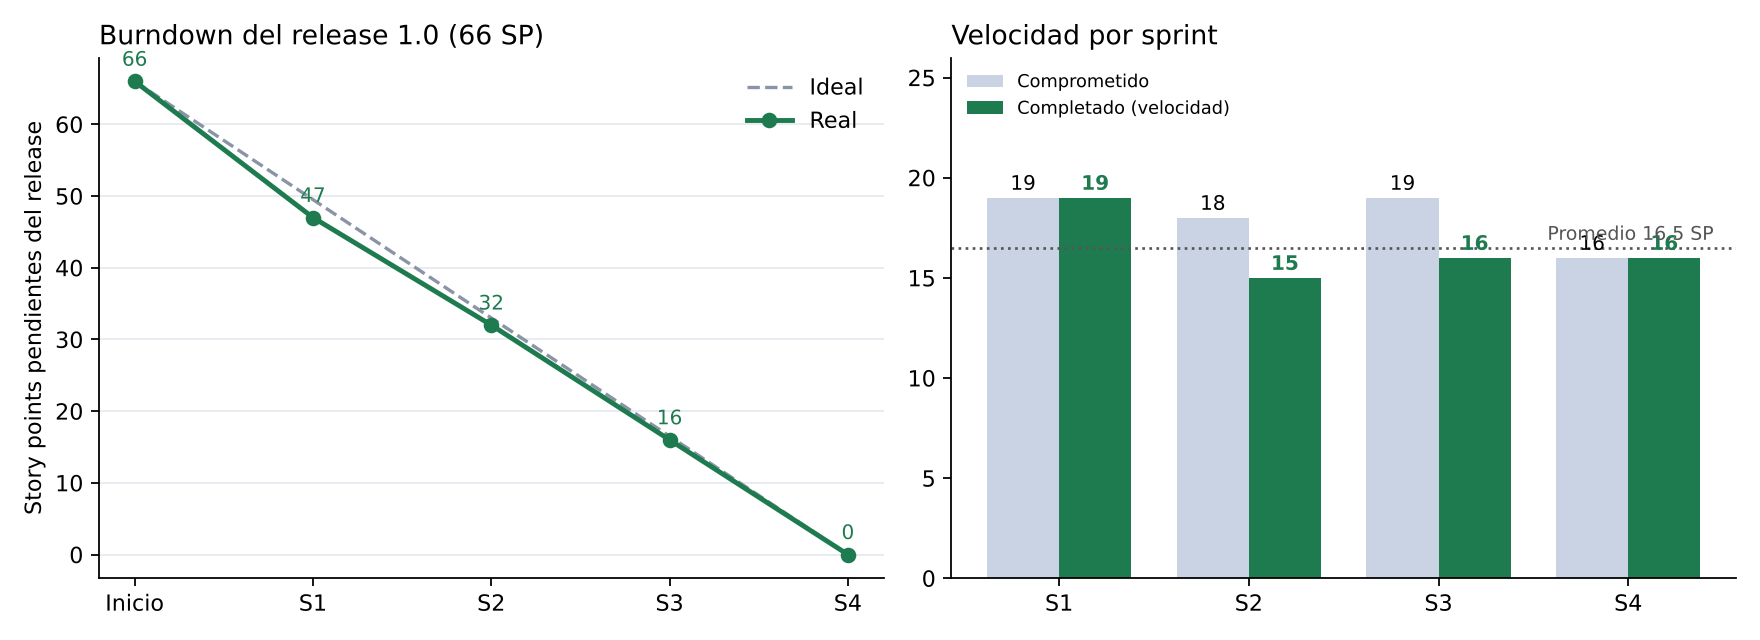 Burndown del release 1.0 (66 SP)
Story points pendientes del release
60
50
40
30
20
10
0
66
47
32
16
0
Ideal
Real
Inicio
S1
S2
S3
S4
Velocidad por sprint
25
20
15
10
5
0
Comprometido
Completado (velocidad)
19
19
18
15
19
16
16
16
Promedio 16.5 SP
S1
S2
S3
S4